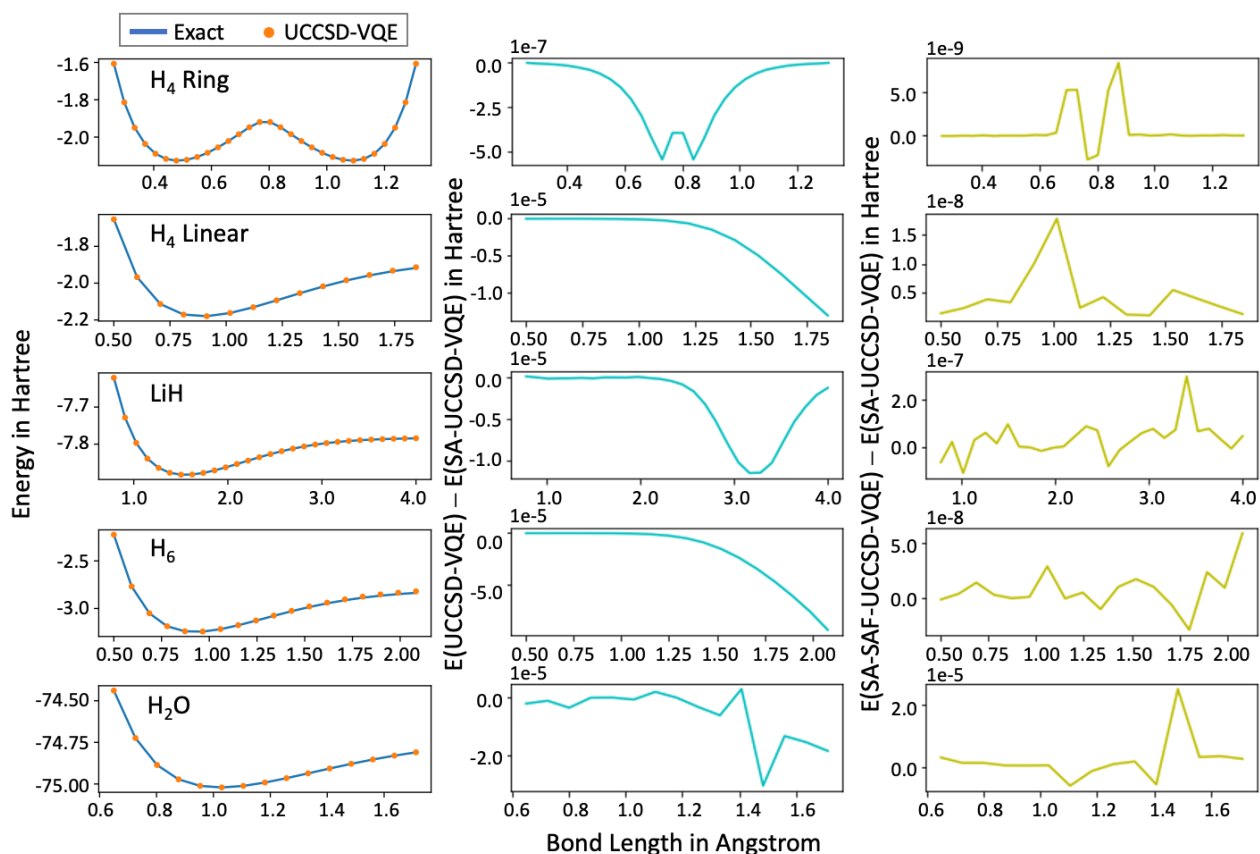 Exact UCCSD-VQE
1e-7
1e-9
-1.6
-1.8
-2.0
H₄ Ring
0.4 0.6 0.8 1.0 1.2
0.0
-2.5
-5.0
0.4 0.6 0.8 1.0 1.2
5.0
0.0
0.4 0.6 0.8 1.0 1.2
1e-5
1e-8
-1.8
-2.0
-2.2
H₄ Linear
0.50 0.75 1.00 1.25 1.50 1.75
0.0
-0.5
-1.0
0.50 0.75 1.00 1.25 1.50 1.75
1.5
1.0
0.5
0.50 0.75 1.00 1.25 1.50 1.75
1e-5
1e-7
-7.7
-7.8
LiH
1.0 2.0 3.0 4.0
0.0
-0.5
-1.0
1.0 2.0 3.0 4.0
2.0
0.0
1.0 2.0 3.0 4.0
1e-5
1e-8
-2.5
-3.0
H₆
0.50 0.75 1.00 1.25 1.50 1.75 2.00
0.0
-5.0
0.50 0.75 1.00 1.25 1.50 1.75 2.00
5.0
0.0
0.50 0.75 1.00 1.25 1.50 1.75 2.00
1e-5
1e-5
-74.50
-74.75
-75.00
H₂O
0.6 0.8 1.0 1.2 1.4 1.6
0.0
-2.0
0.6 0.8 1.0 1.2 1.4 1.6
2.0
0.0
0.6 0.8 1.0 1.2 1.4 1.6
Energy in Hartree
E(UCCSD-VQE) − E(SA-UCCSD-VQE) in Hartree
E(SA-SAF-UCCSD-VQE) − E(SA-UCCSD-VQE) in Hartree
Bond Length in Angstrom